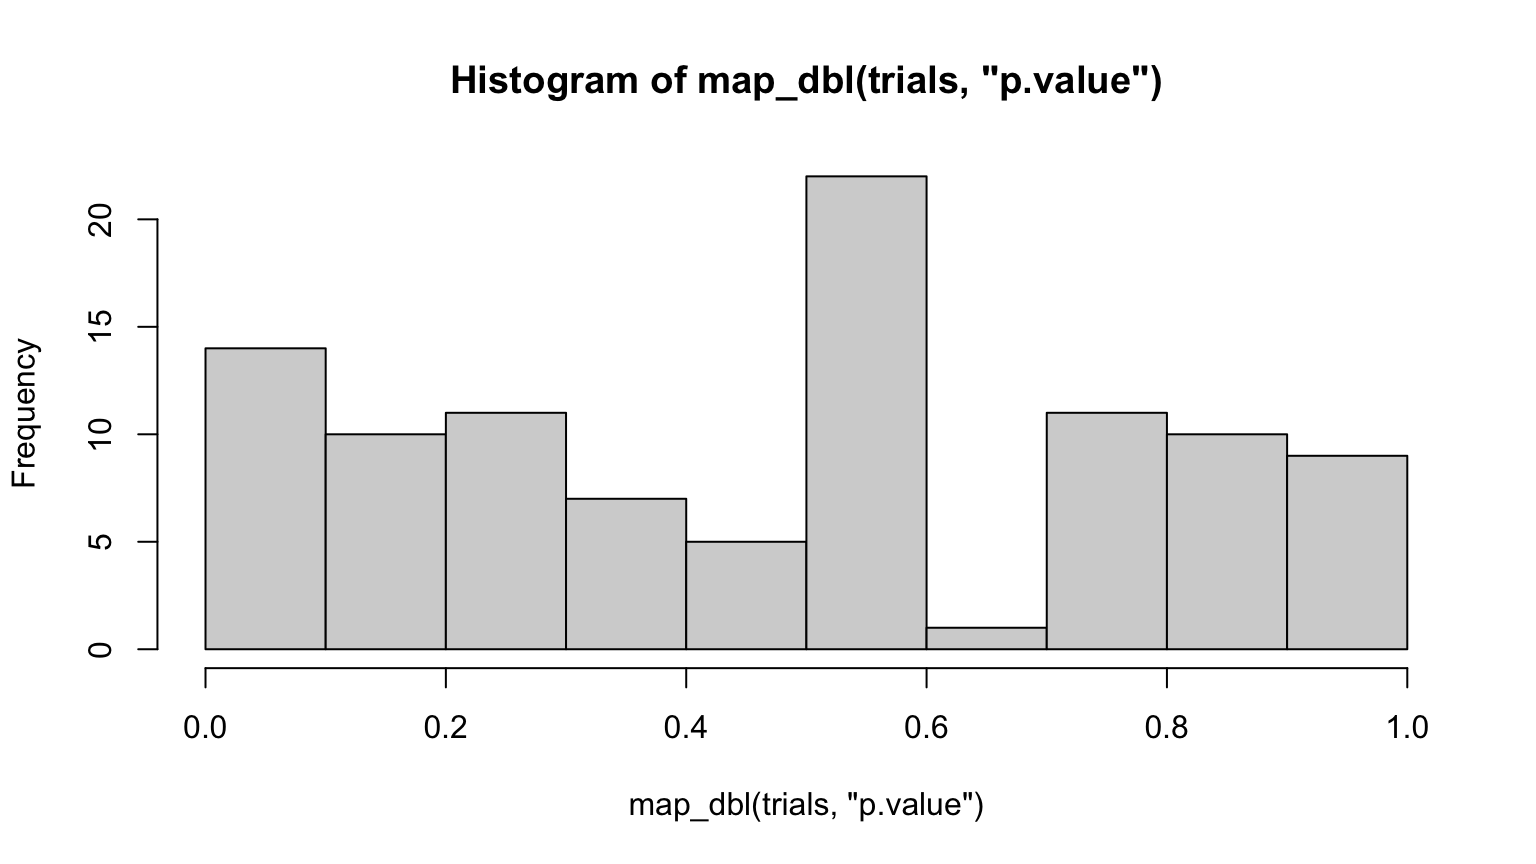 Histogram of map_dbl(trials, "p.value")
Frequency
20
15
10
5
0
0.0 0.2 0.4 0.6 0.8 1.0
map_dbl(trials, "p.value")